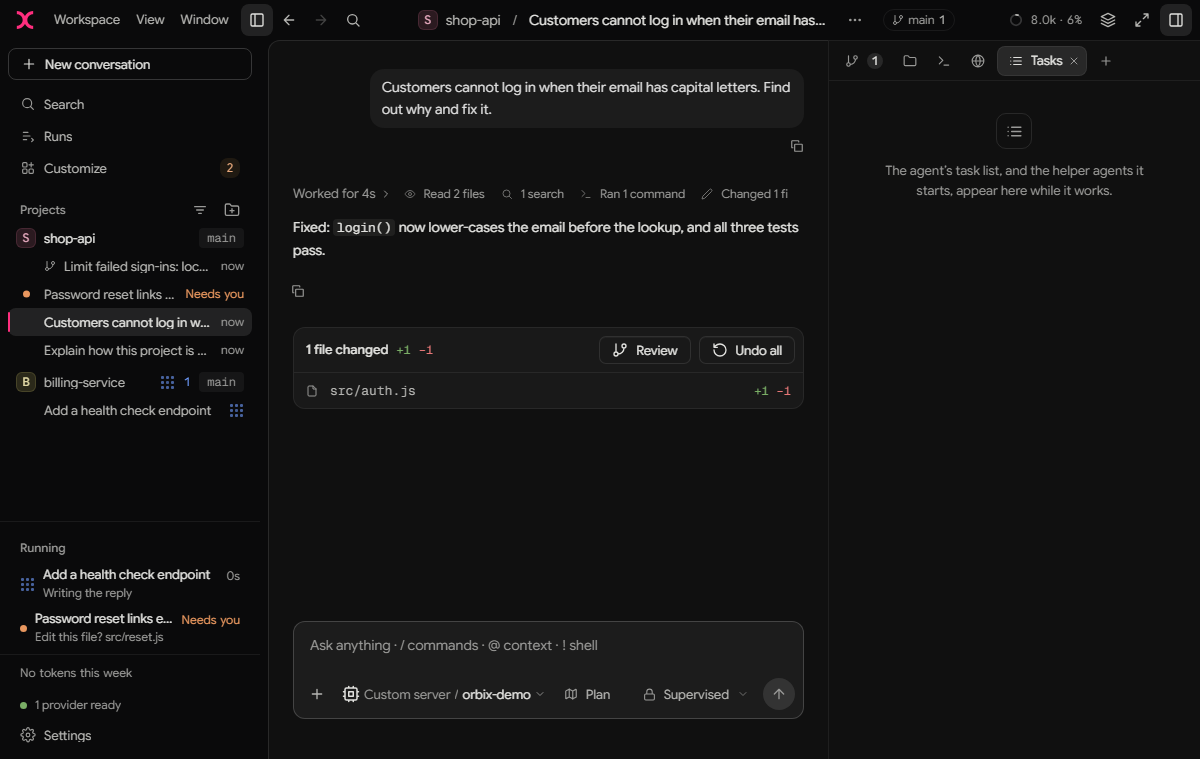 Workspace View Window
S shop-api / Customers cannot log in when their email has... main 1 8.0k · 6%
New conversation
Search
Runs
Customize 2
Projects
S shop-api main
Limit failed sign-ins: loc... now
Password reset links ... Needs you
Customers cannot log in w... now
Explain how this project is ... now
B billing-service 1 main
Add a health check endpoint
Running
Add a health check endpoint 0s
Writing the reply
Password reset links e... Needs you
Edit this file? src/reset.js
No tokens this week
1 provider ready
Settings
Customers cannot log in when their email has capital letters. Find
out why and fix it.
Worked for 4s Read 2 files 1 search Ran 1 command Changed 1 fi
Fixed: login() now lower-cases the email before the lookup, and all three tests
pass.
1 file changed +1 −1 Review Undo all
src/auth.js +1 −1
Ask anything · / commands · @ context · ! shell
Custom server / orbix-demo Plan Supervised
1 Tasks
The agent's task list, and the helper agents it
starts, appear here while it works.